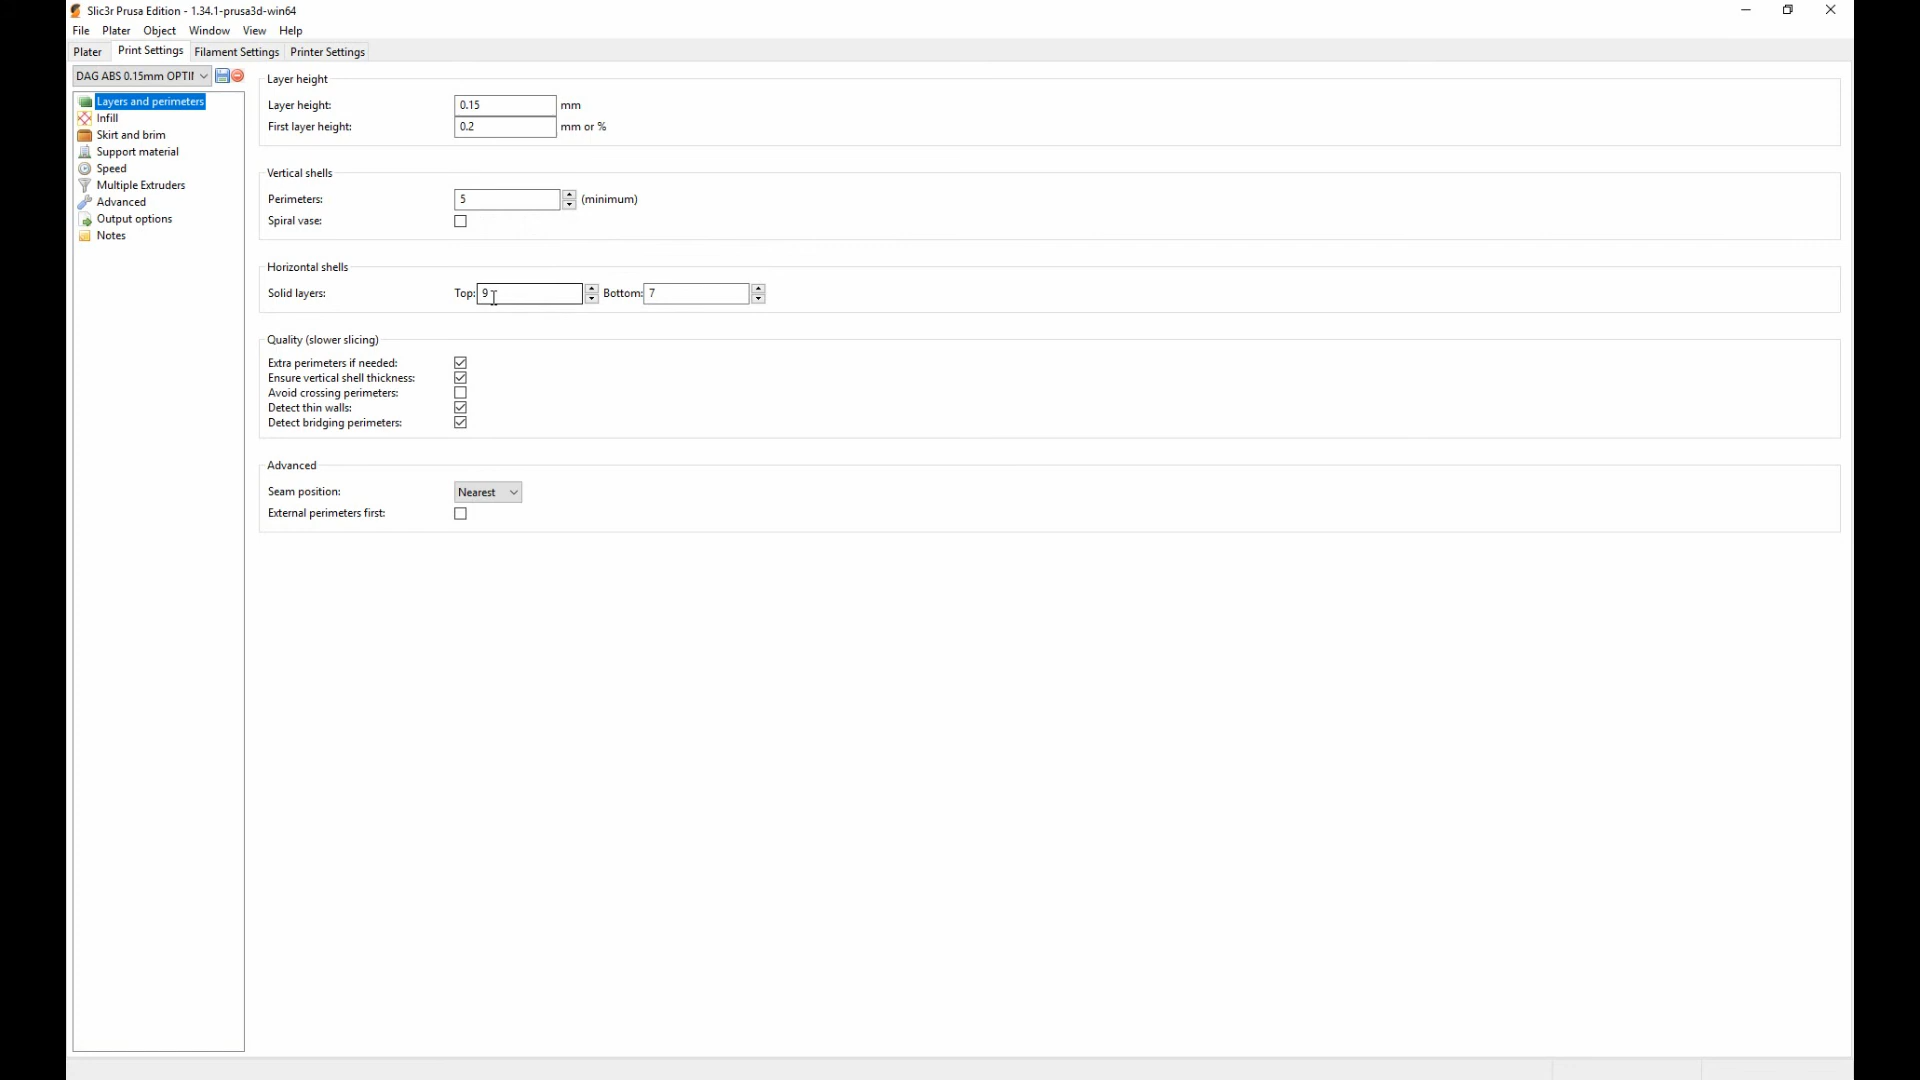 Slic3r Prusa Edition - 1.34.1-prusa3d-win64
File Plater Object Window View Help
Plater Print Settings Filament Settings Printer Settings
DAG ABS 0.15mm OPTII
Layers and perimeters
Infill
Skirt and brim
Support material
Speed
Multiple Extruders
Advanced
Output options
Notes
Layer height
Layer height: 0.15 mm
First layer height: 0.2 mm or %
Vertical shells
Perimeters: 5 (minimum)
Spiral vase:
Horizontal shells
Solid layers: Top: 9 Bottom: 7
Quality (slower slicing)
Extra perimeters if needed:
Ensure vertical shell thickness:
Avoid crossing perimeters:
Detect thin walls:
Detect bridging perimeters:
Advanced
Seam position: Nearest
External perimeters first: